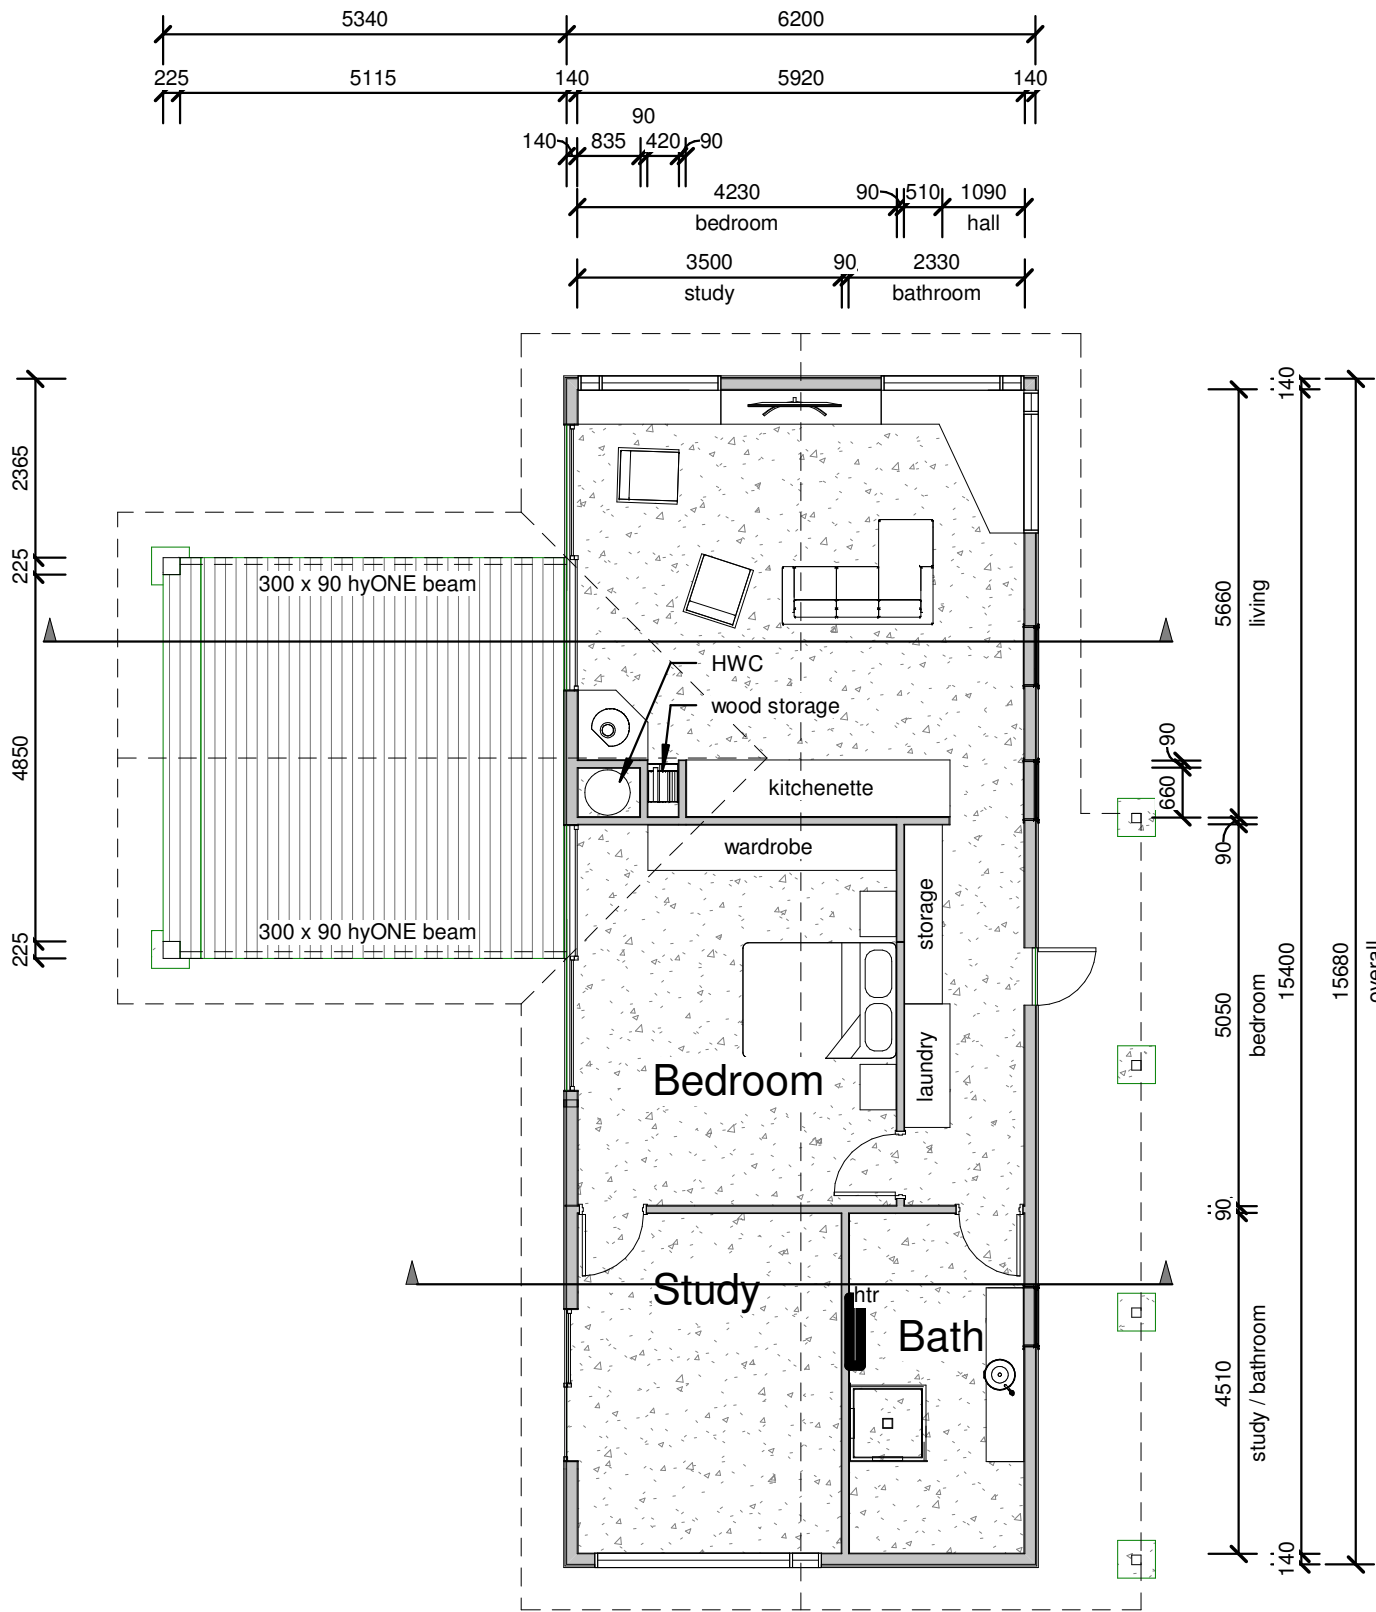 5340 6200
225 5115 140 5920 140
90
140 835 420 90
4230 90 510 1090
bedroom hall
3500 90 2330
study bathroom
140
2365
225
300 x 90 hyONE beam
5660
living
HWC
wood storage
90
4850
660
kitchenette
wardrobe
90
storage
300 x 90 hyONE beam
225
15400
15680
overall
5050
bedroom
laundry
Bedroom
90
Study
htr
Bath
4510
study / bathroom
140